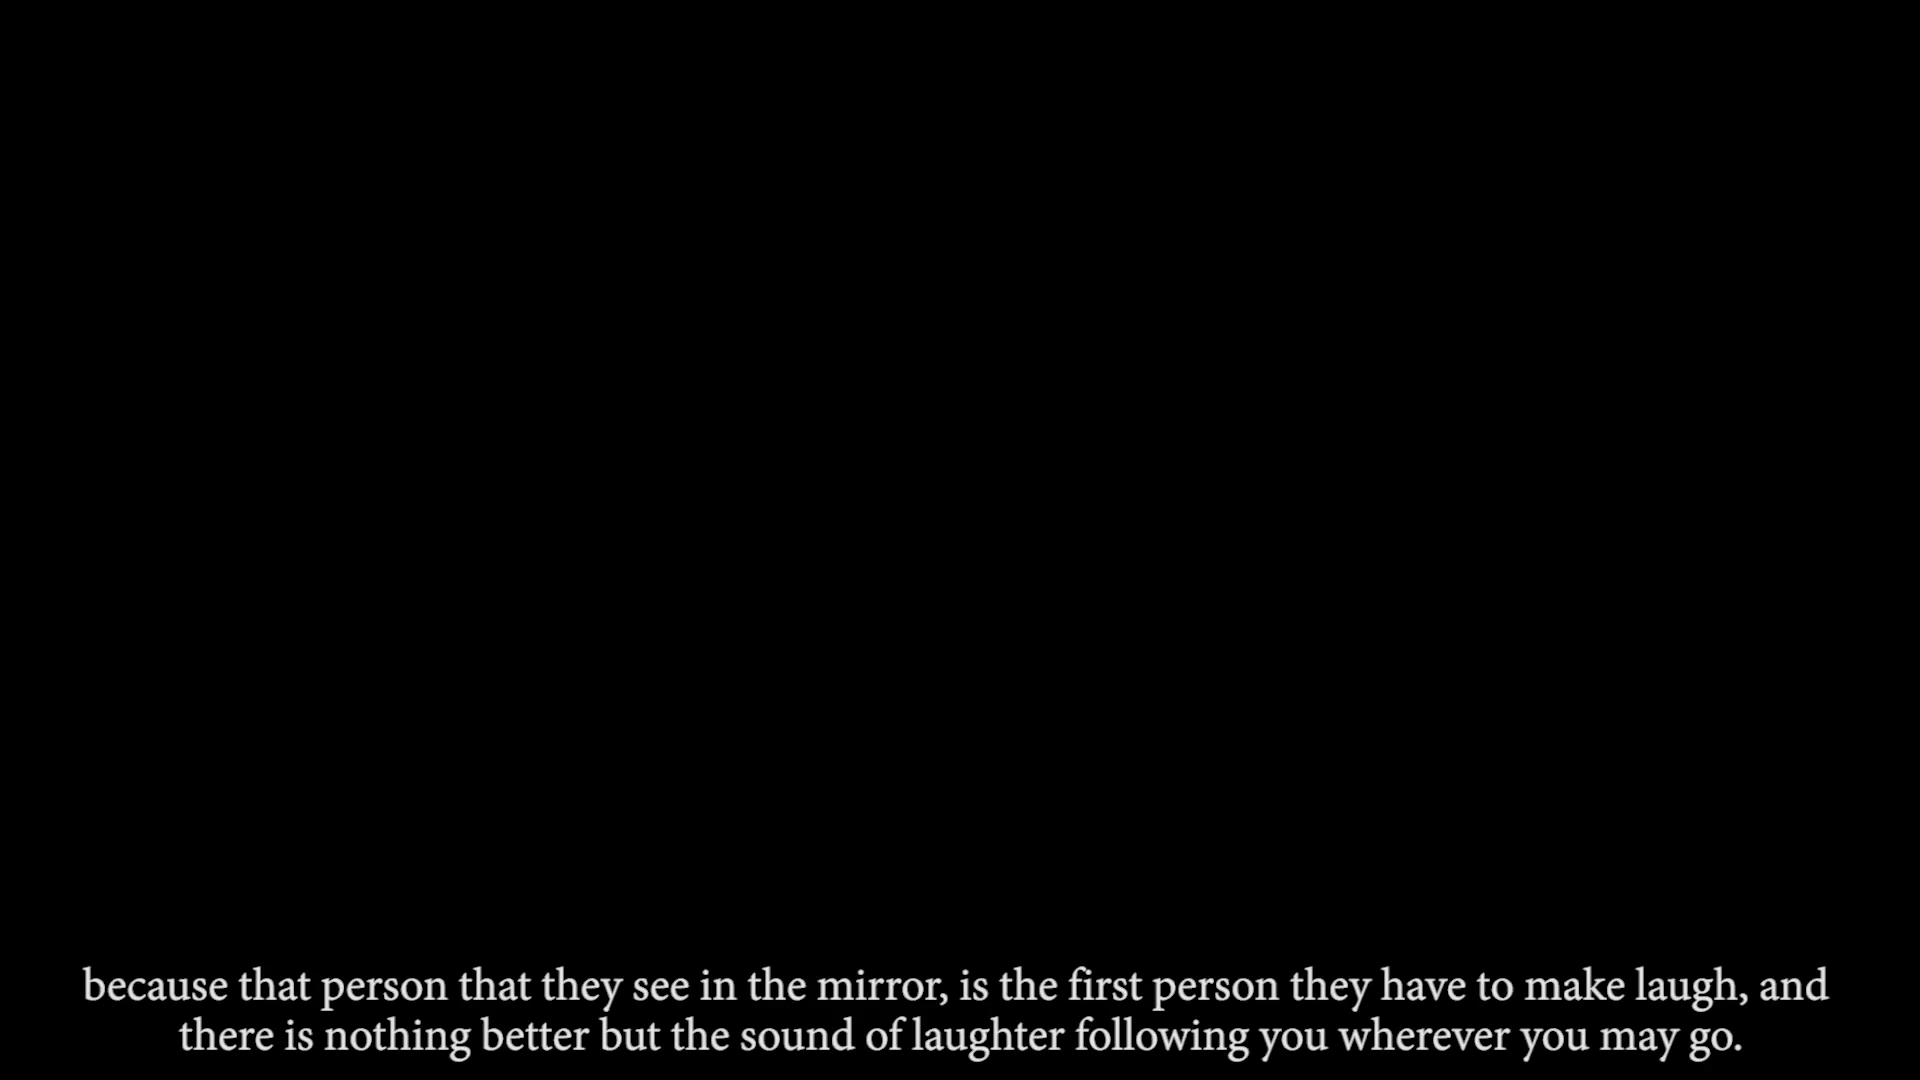 because that person that they see in the mirror, is the first person they have to make laugh, and
there is nothing better but the sound of laughter following you wherever you may go.